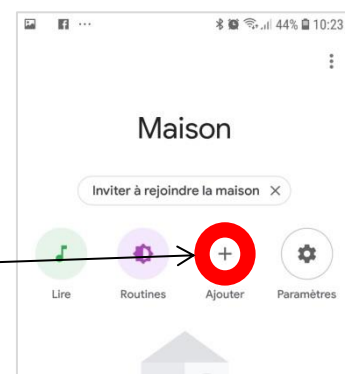 44% 10:23
Maison
Inviter à rejoindre la maison
Lire Routines Ajouter Paramètres